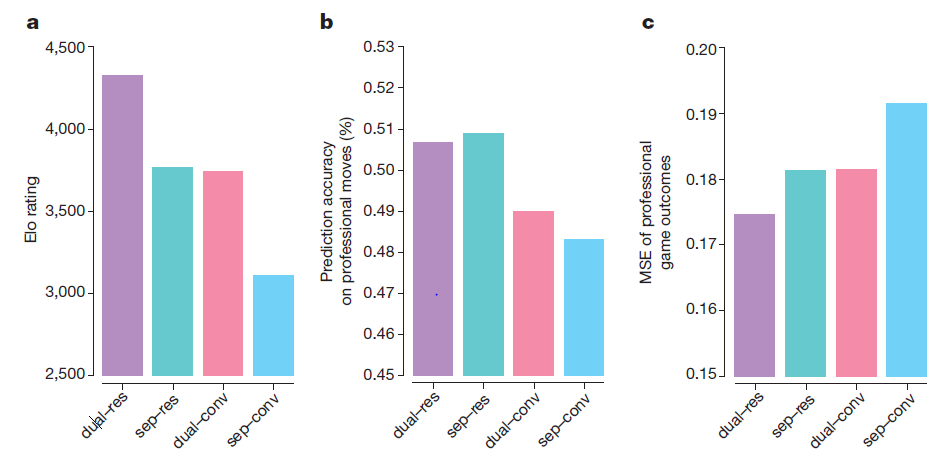 a
Elo rating
4,500
4,000
3,500
3,000
2,500
dual–res
sep–res
dual–conv
sep–conv
b
Prediction accuracy
on professional moves (%)
0.53
0.52
0.51
0.50
0.49
0.48
0.47
0.46
0.45
dual–res
sep–res
dual–conv
sep–conv
c
MSE of professional
game outcomes
0.20
0.19
0.18
0.17
0.16
0.15
dual–res
sep–res
dual–conv
sep–conv